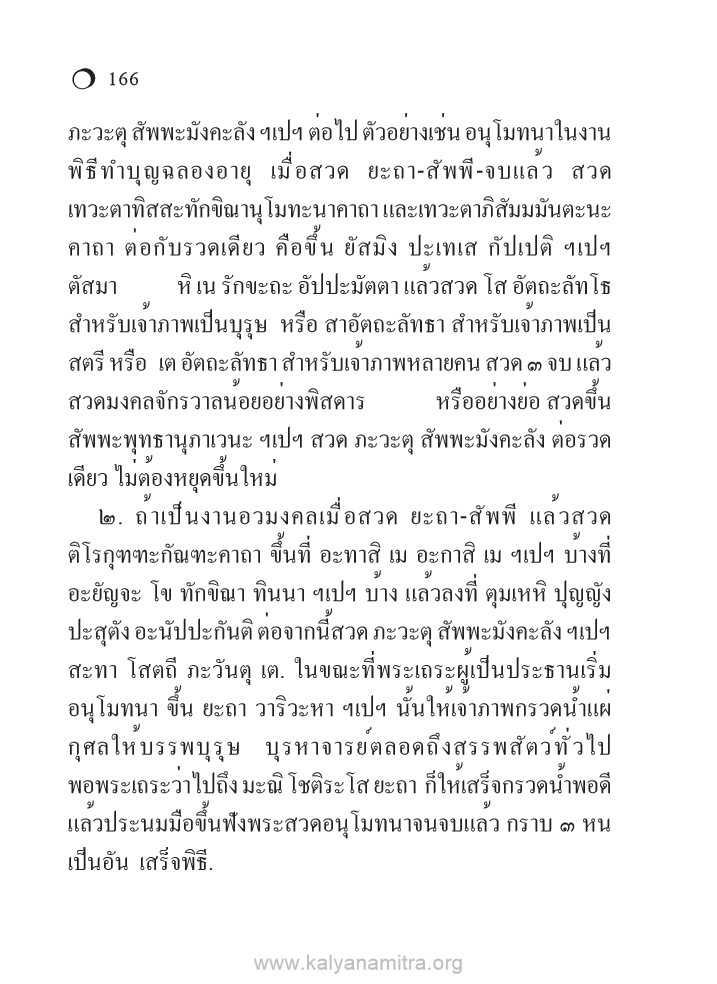 166
ภะวะตุ สัพพะมังคะลัง ฯเปฯ ต่อไป ตัวอย่างเช่น อนุโมทนาในงาน
พิธีทำบุญฉลองอายุ เมื่อสวด ยะถา-สัพพี-จบแล้ว สวด
เทวะตาทิสสะทักขิณานุโมทะนาคาถา และเทวะตาภิสัมมมันตะนะ
คาถา ต่อกับรวดเดียว คือขึ้น ยัสมิง ปะเทเส กัปเปติ ฯเปฯ
ตัสมา หิ เน รักขะถะ อัปปะมัตตา แล้วสวด โส อัตถะลัทโธ
สำหรับเจ้าภาพเป็นบุรุษ หรือ สาอัตถะลัทธา สำหรับเจ้าภาพเป็น
สตรี หรือ เต อัตถะลัทธา สำหรับเจ้าภาพหลายคน สวด ๓ จบ แล้ว
สวดมงคลจักรวาลน้อยอย่างพิสดาร หรืออย่างย่อ สวดขึ้น
สัพพะพุทธานุภาเวนะ ฯเปฯ สวด ภะวะตุ สัพพะมังคะลัง ต่อรวด
เดียว ไม่ต้องหยุดขึ้นใหม่
๒. ถ้าเป็นงานอวมงคลเมื่อสวด ยะถา-สัพพี แล้วสวด
ติโรกุฑฑะกัณฑะคาถา ขึ้นที่ อะทาสิ เม อะกาสิ เม ฯเปฯ บ้างที่
อะยัญจะ โข ทักขิณา ทินนา ฯเปฯ บ้าง แล้วลงที่ ตุมเหหิ ปุญญัง
ปะสุตัง อะนัปปะกันติ ต่อจากนี้สวด ภะวะตุ สัพพะมังคะลัง ฯเปฯ
สะทา โสตถี ภะวันตุ เต. ในขณะที่พระเถระผู้เป็นประธานเริ่ม
อนุโมทนา ขึ้น ยะถา วาริวะหา ฯเปฯ นั้นให้เจ้าภาพกรวดน้ำแผ่
กุศลให้บรรพบุรุษ บุรหาจารย์ตลอดถึงสรรพสัตว์ทั่วไป
พอพระเถระว่าไปถึง มะณิ โชติระโส ยะถา ก็ให้เสร็จกรวดน้ำพอดี
แล้วประนมมือขึ้นฟังพระสวดอนุโมทนาจนจบแล้ว กราบ ๓ หน
เป็นอัน เสร็จพิธี.
www.kalyanamitra.org